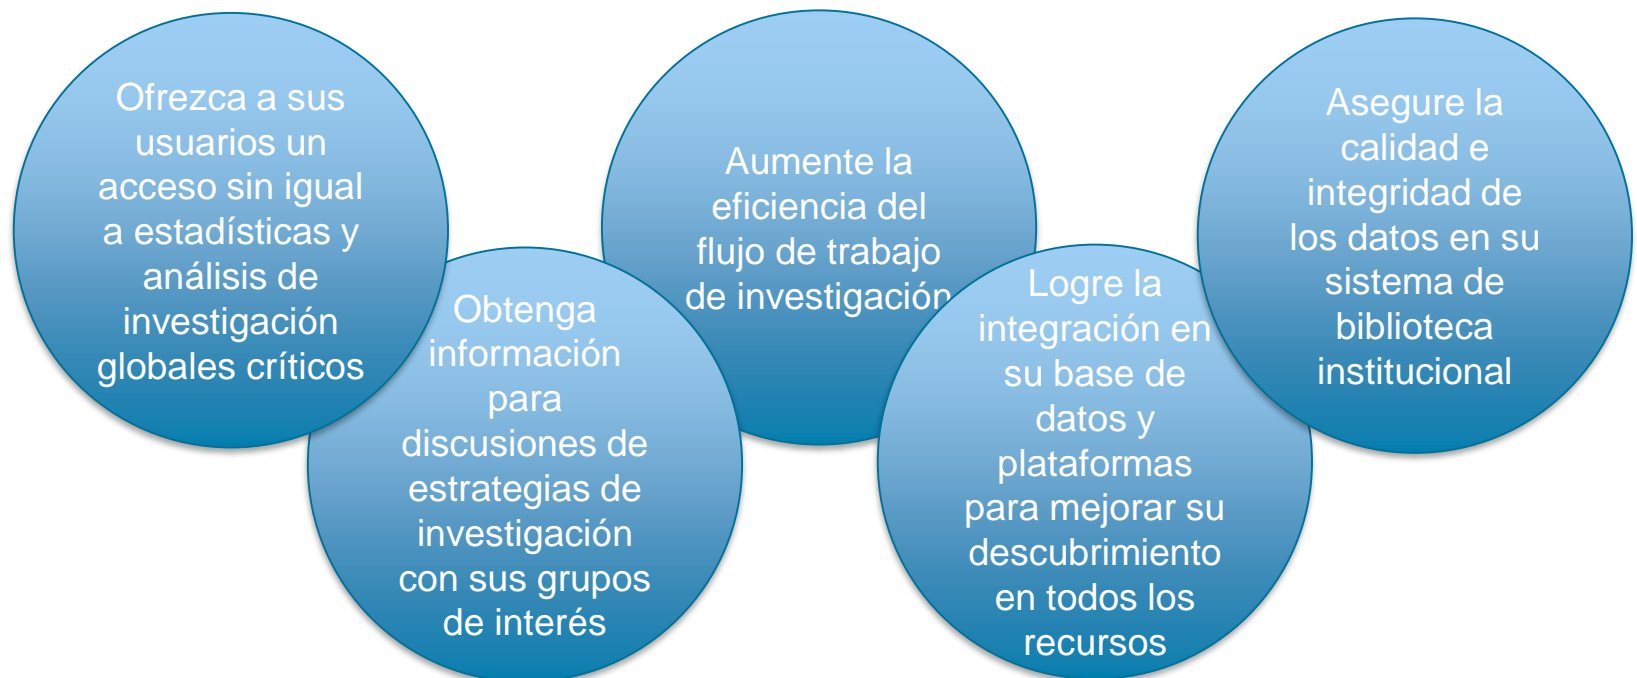 Ofrezca a sus
usuarios un
acceso sin igual
a estadísticas y
análisis de
investigación
globales críticos
Obtenga
información
para
discusiones de
estrategias de
investigación
con sus grupos
de interés
Aumente la
eficiencia del
flujo de trabajo
de investigación
Logre la
integración en
su base de
datos y
plataformas
para mejorar su
descubrimiento
en todos los
recursos
Asegure la
calidad e
integridad de
los datos en su
sistema de
biblioteca
institucional